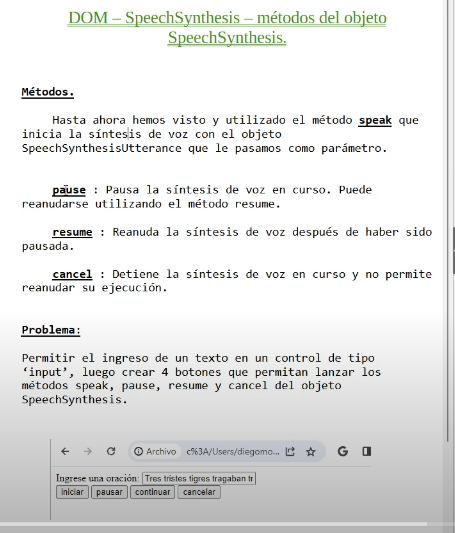 DOM – SpeechSynthesis – métodos del objeto
SpeechSynthesis.
Métodos.
Hasta ahora hemos visto y utilizado el método speak que
inicia la síntesis de voz con el objeto
SpeechSynthesisUtterance que le pasamos como parámetro.
pause : Pausa la síntesis de voz en curso. Puede
reanudarse utilizando el método resume.
resume : Reanuda la síntesis de voz después de haber sido
pausada.
cancel : Detiene la síntesis de voz en curso y no permite
reanudar su ejecución.
Problema:
Permitir el ingreso de un texto en un control de tipo
‘input’, luego crear 4 botones que permitan lanzar los
métodos speak, pause, resume y cancel del objeto
SpeechSynthesis.
Archivo c%3A/Users/diegomo... G
Ingrese una oración: Tres tristes tigres tragaban tr
Iniciar pausar continuar cancelar